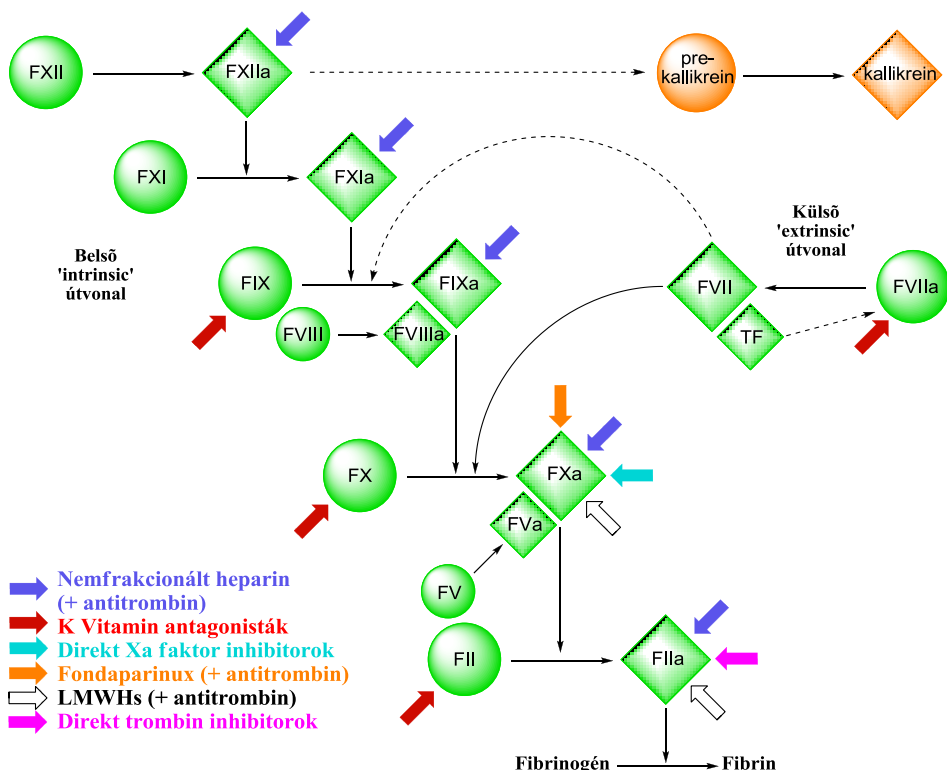 FXII
FXIIa
pre-
kallikrein
kallikrein
FXI
FXIa
Külsõ
'extrinsic'
útvonal
Belsõ
'intrinsic'
útvonal
FIX
FIXa
FVII
FVIIa
FVIII
FVIIIa
TF
FX
FXa
FVa
FV
FII
FIIa
Nemfrakcionált heparin
(+ antitrombin)
K Vitamin antagonisták
Direkt Xa faktor inhibitorok
Fondaparinux (+ antitrombin)
LMWHs (+ antitrombin)
Direkt trombin inhibitorok
Fibrinogén
Fibrin